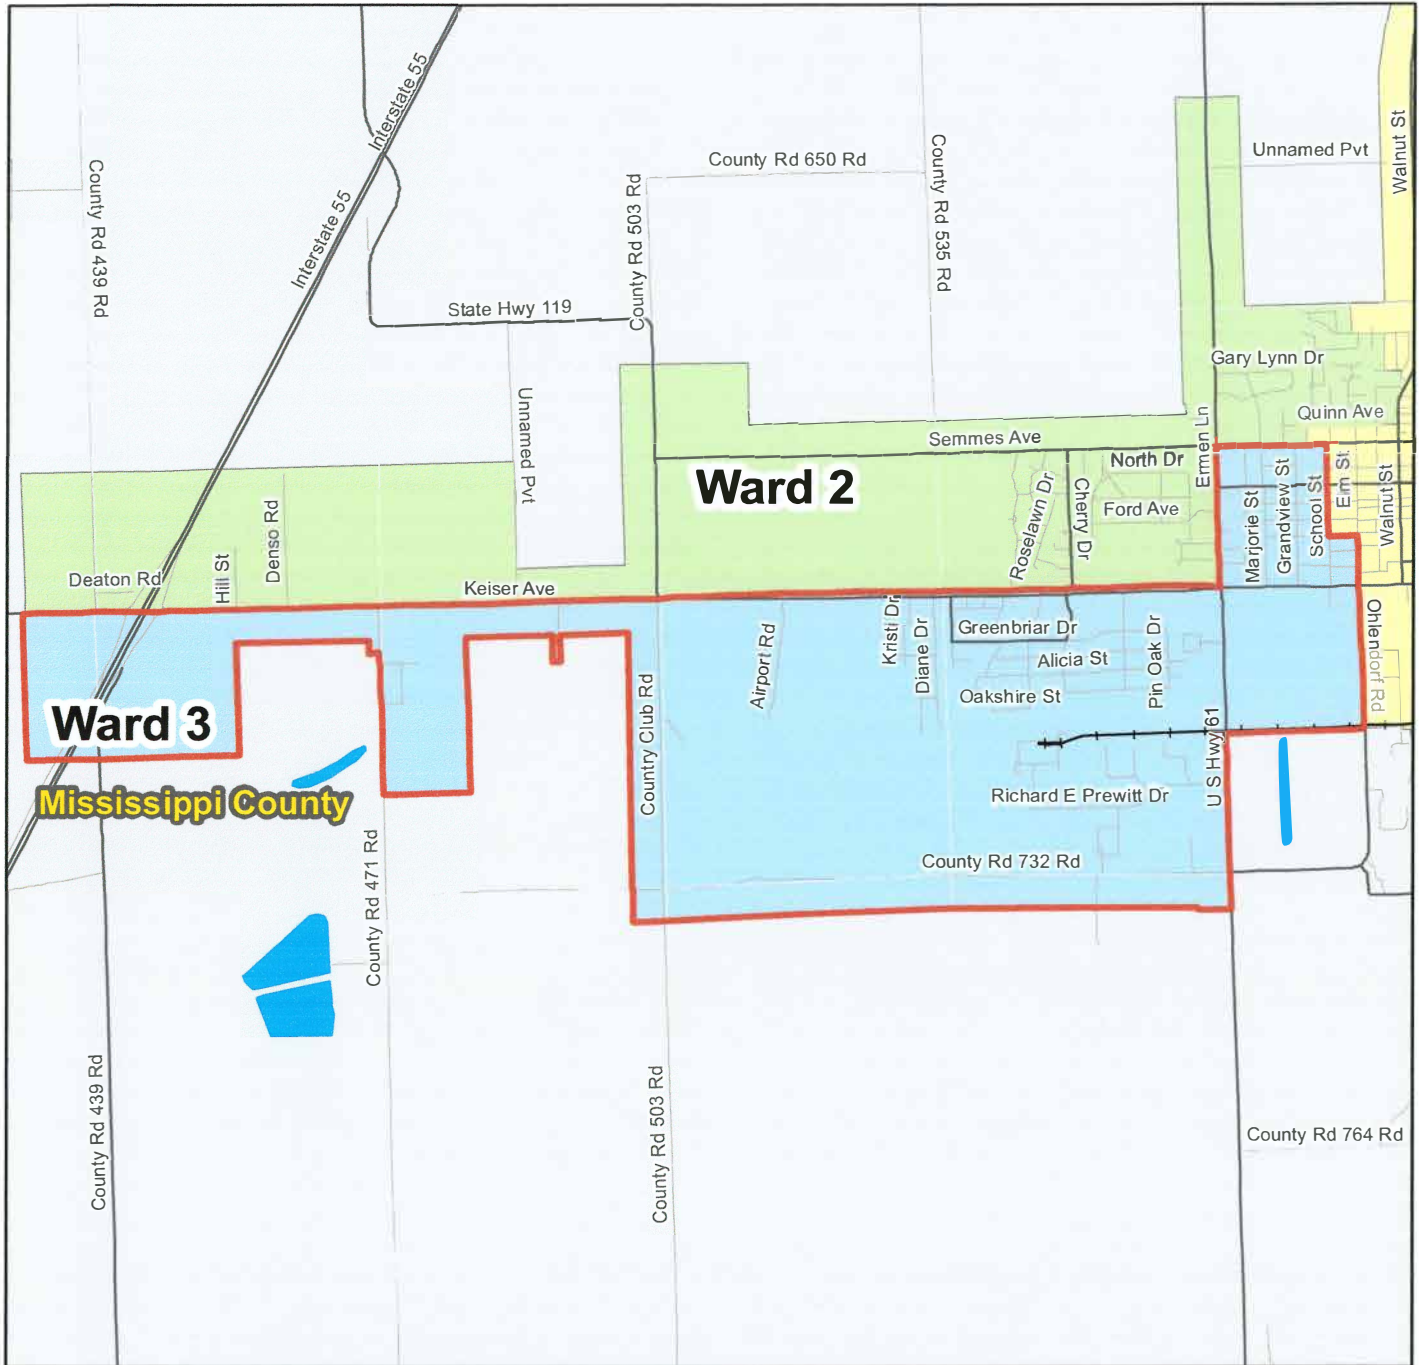 Interstate 55
Walnut St
Unnamed Pvt
County Rd 650 Rd
County Rd 439 Rd
County Rd 535 Rd
County Rd 503 Rd
Interstate 55
State Hwy 119
Gary Lynn Dr
Unnamed Pvt
Quinn Ave
Semmes Ave
Ermen Ln
North Dr
Ward 2
Elm St
Grandview St
School St
Walnut St
Marjorie St
Roselawn Dr
Cherry Dr
Ford Ave
Denso Rd
Hill St
Deaton Rd
Keiser Ave
Kristi Dr
Greenbriar Dr
Ohlendorf Rd
Airport Rd
Diane Dr
Alicia St
Pin Oak Dr
Oakshire St
Ward 3
Country Club Rd
U S Hwy 61
Mississippi County
Richard E Prewitt Dr
County Rd 732 Rd
County Rd 471 Rd
County Rd 439 Rd
County Rd 503 Rd
County Rd 764 Rd